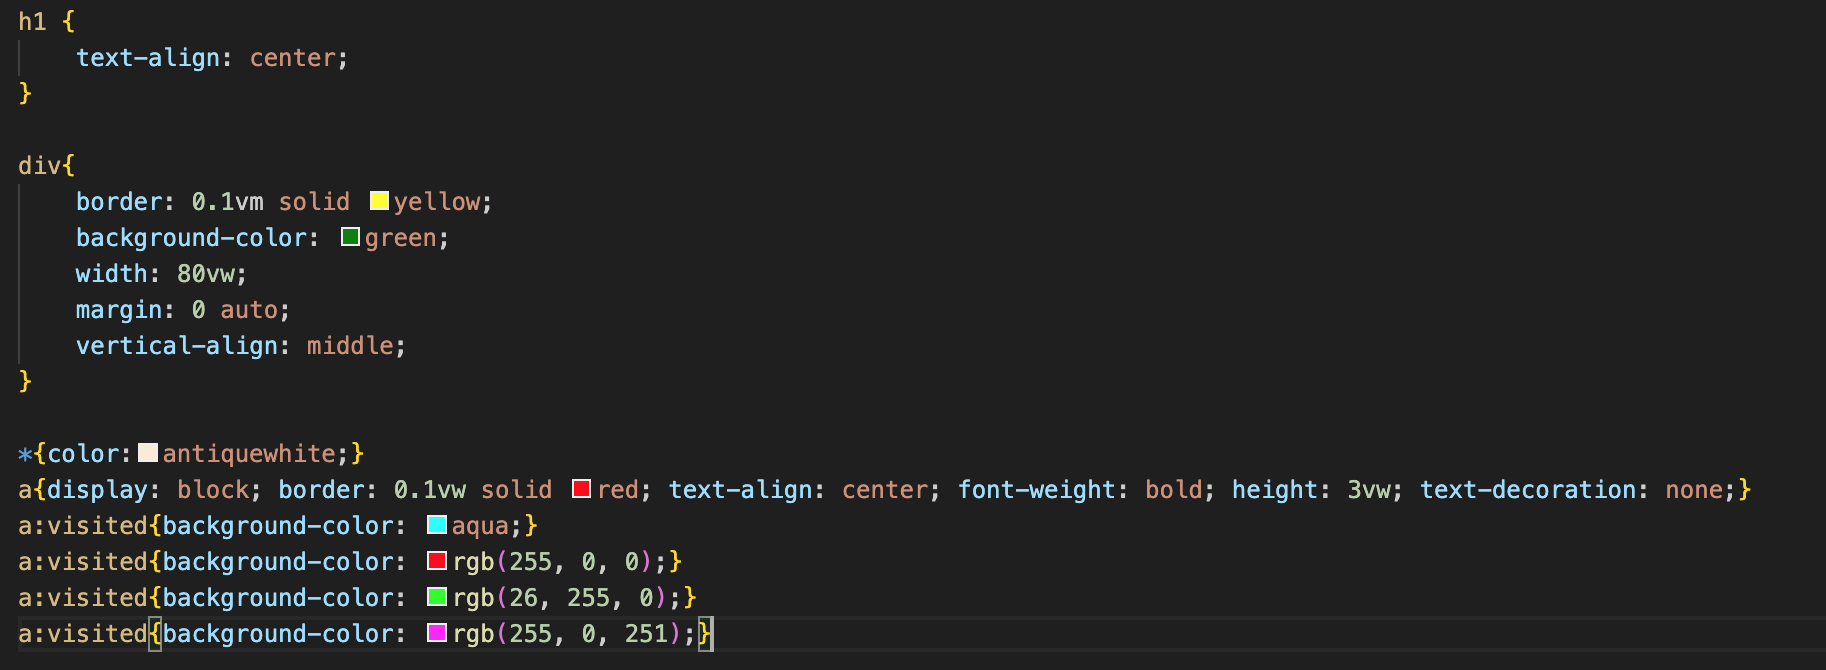 h1 {
text-align: center;
}
div{
border: 0.1vm solid yellow;
background-color: green;
width: 80vw;
margin: 0 auto;
vertical-align: middle;
}
*{color:antiquewhite;}
a{display: block; border: 0.1vw solid red; text-align: center; font-weight: bold; height: 3vw; text-decoration: none;}
a:visited{background-color: aqua;}
a:visited{background-color: rgb(255, 0, 0);}
a:visited{background-color: rgb(26, 255, 0);}
a:visited{background-color: rgb(255, 0, 251);}